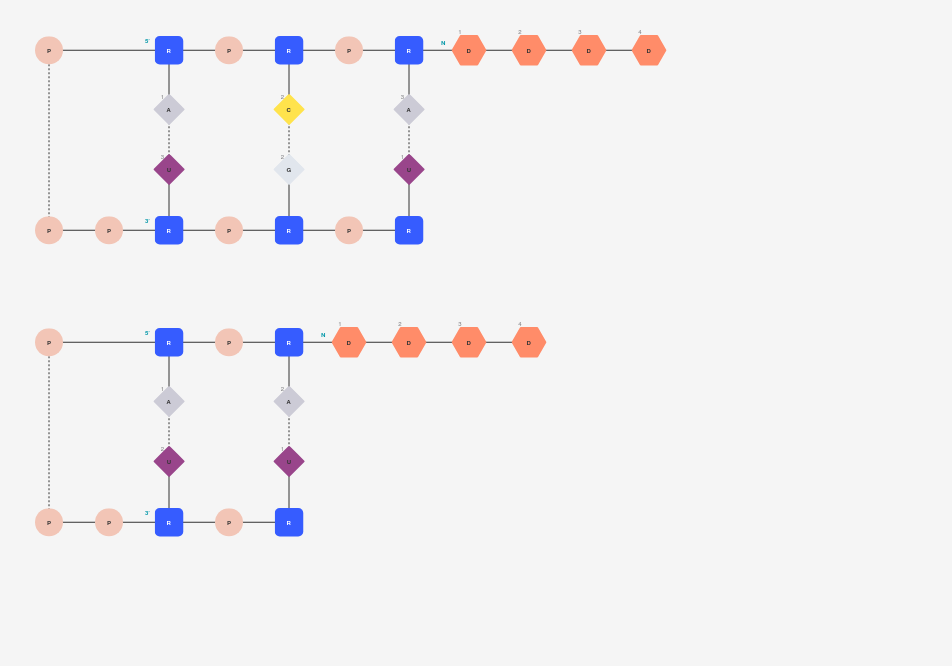 1 2 3 4
5' N
P R P R P R D D D D
1 2 3
A C A
3 2 1
U G U
3'
P P R P R P R
1 2 3 4
5' N
P R P R D D D D
1 2
A A
2 1
U U
3'
P P R P R